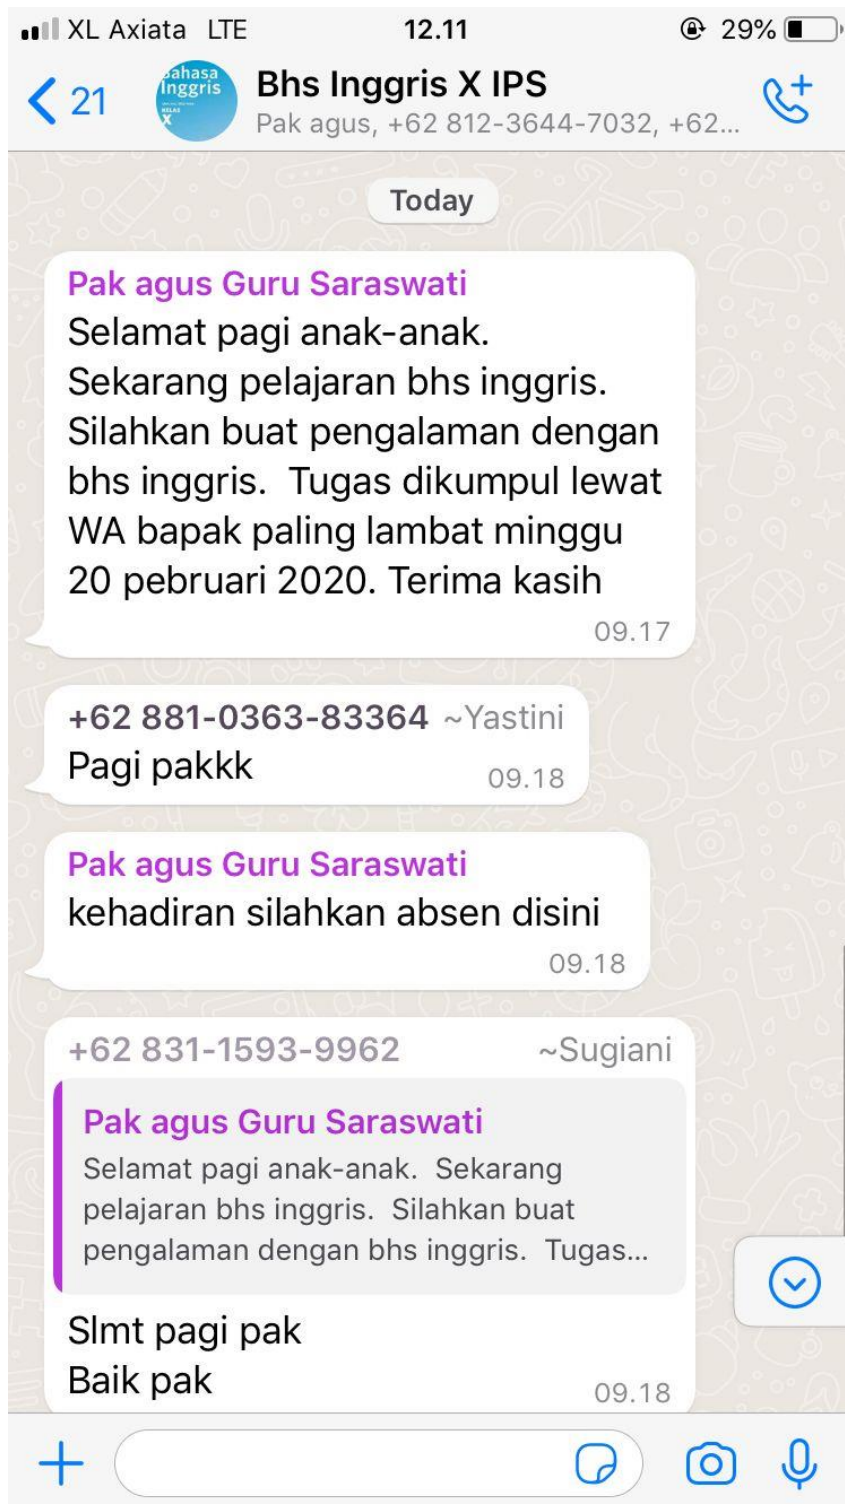 XL Axiata LTE 12.11 29%
21
Bahasa
Inggris
KELAS
X
Bhs Inggris X IPS
Pak agus, +62 812-3644-7032, +62...
Today
Pak agus Guru Saraswati
Selamat pagi anak-anak.
Sekarang pelajaran bhs inggris.
Silahkan buat pengalaman dengan
bhs inggris.  Tugas dikumpul lewat
WA bapak paling lambat minggu
20 pebruari 2020. Terima kasih
09.17
+62 881-0363-83364 ~Yastini
Pagi pakkk
09.18
Pak agus Guru Saraswati
kehadiran silahkan absen disini
09.18
+62 831-1593-9962 ~Sugiani
Pak agus Guru Saraswati
Selamat pagi anak-anak.  Sekarang
pelajaran bhs inggris.  Silahkan buat
pengalaman dengan bhs inggris.  Tugas...
Slmt pagi pak
Baik pak
09.18